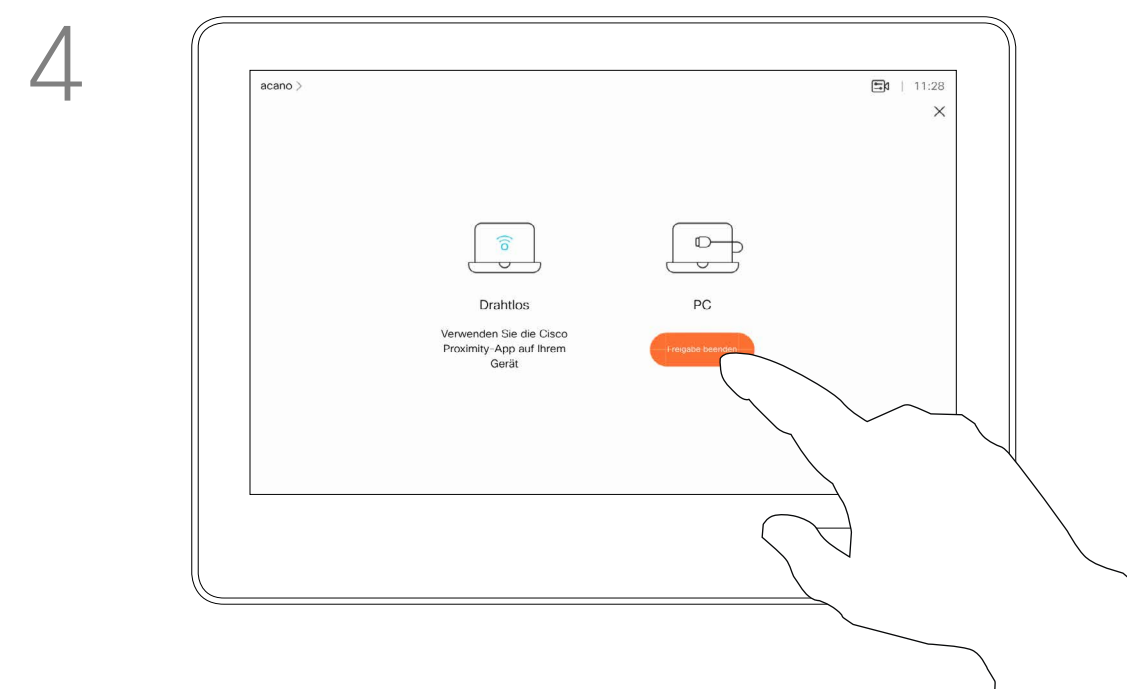 4
acano >
| 11:28
Drahtlos
PC
Verwenden Sie die Cisco
Proximity-App auf Ihrem
Gerät
Freigabe beenden